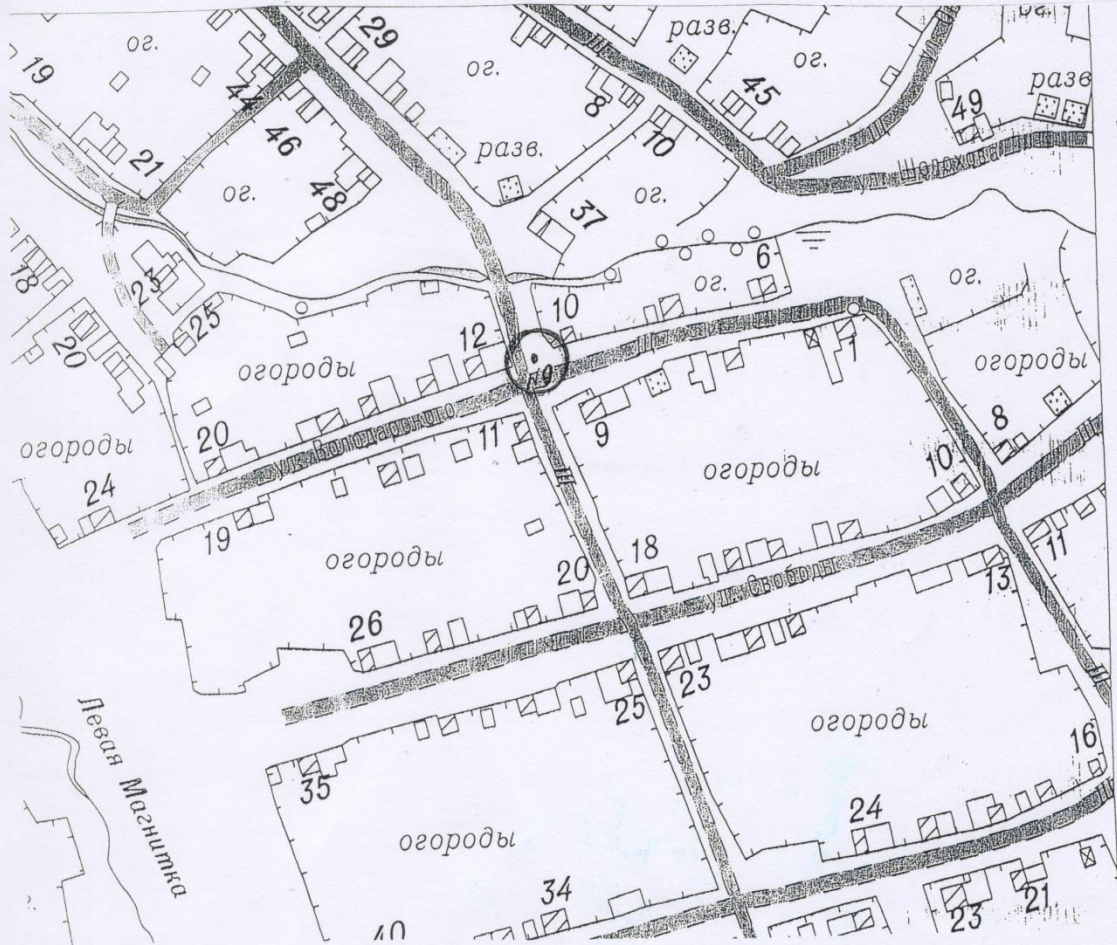 29
ог.
19
ог.
разв.
ог.
ог.
разв.
44
8
45
49
46
10
разв.
21
ул. Шолохова
ог.
48
37
ог.
18
23
6
ог.
ог.
25
10
20
12
1
огороды
N9
огороды
ул. Володарского
9
8
огороды
20
11
огороды
10
24
19
огороды
18
11
20
ул. Свободы
13
26
23
25
Левая Магнитка
огороды
16
35
24
огороды
34
21
23